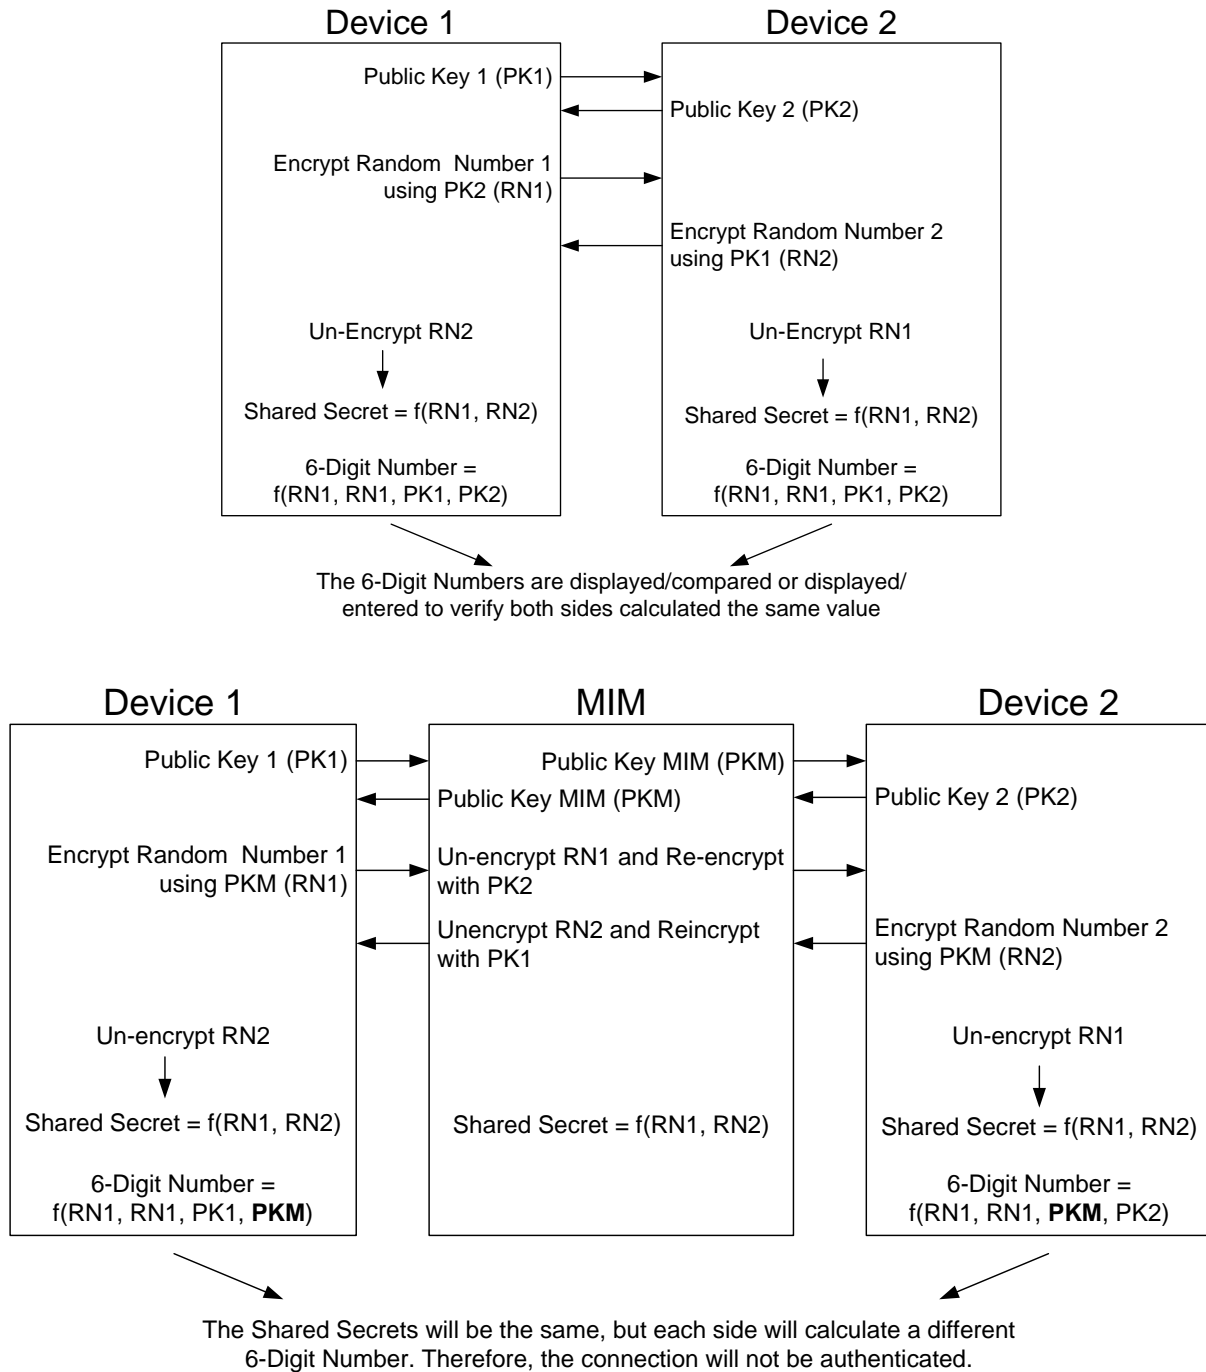 Device 1
Device 2
Public Key 1 (PK1)
Public Key 2 (PK2)
Encrypt Random Number 1
using PK2 (RN1)
Encrypt Random Number 2
using PK1 (RN2)
Un-Encrypt RN2
Un-Encrypt RN1
Shared Secret = f(RN1, RN2)
Shared Secret = f(RN1, RN2)
6-Digit Number =
f(RN1, RN1, PK1, PK2)
6-Digit Number =
f(RN1, RN1, PK1, PK2)
The 6-Digit Numbers are displayed/compared or displayed/
entered to verify both sides calculated the same value
Device 1
MIM
Device 2
Public Key 1 (PK1)
Public Key MIM (PKM)
Public Key MIM (PKM)
Public Key 2 (PK2)
Encrypt Random Number 1
using PKM (RN1)
Un-encrypt RN1 and Re-encrypt
with PK2
Unencrypt RN2 and Reincrypt
with PK1
Encrypt Random Number 2
using PKM (RN2)
Un-encrypt RN2
Un-encrypt RN1
Shared Secret = f(RN1, RN2)
Shared Secret = f(RN1, RN2)
Shared Secret = f(RN1, RN2)
6-Digit Number =
f(RN1, RN1, PK1, PKM)
6-Digit Number =
f(RN1, RN1, PKM, PK2)
The Shared Secrets will be the same, but each side will calculate a different
6-Digit Number. Therefore, the connection will not be authenticated.